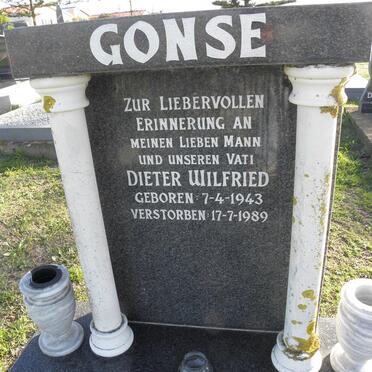 GONSE
ZUR LIEBERVOLLEN
ERINNERUNG AN
MEINEN LIEBEN MANN
UND UNSEREN VATI
DIETER WILFRIED
GEBOREN: 7-4-1943
VERSTORBEN: 17-7-1989